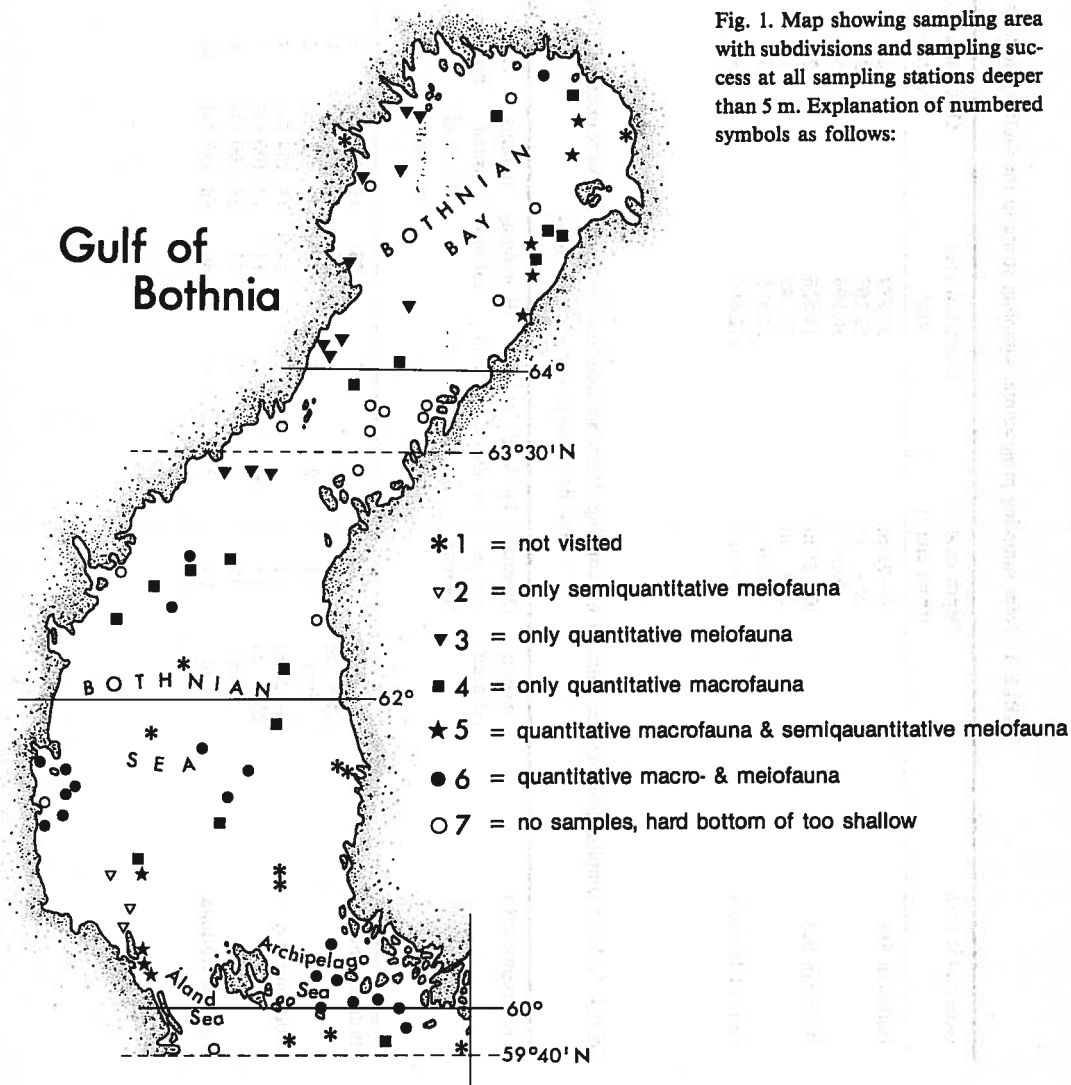 Fig. 1. Map showing sampling area
with subdivisions and sampling suc-
cess at all sampling stations deeper
than 5 m. Explanation of numbered
symbols as follows:
Gulf of
Bothnia
BOTHNIAN
BAY
64°
63°30'N
1 = not visited
2 = only semiquantitative meiofauna
3 = only quantitative meiofauna
4 = only quantitative macrofauna
5 = quantitative macrofauna & semiqauantitative meiofauna
6 = quantitative macro- & meiofauna
7 = no samples, hard bottom of too shallow
BOTHNIAN
62°
SEA
Archipelago
Sea
Åland
Sea
60°
59°40'N